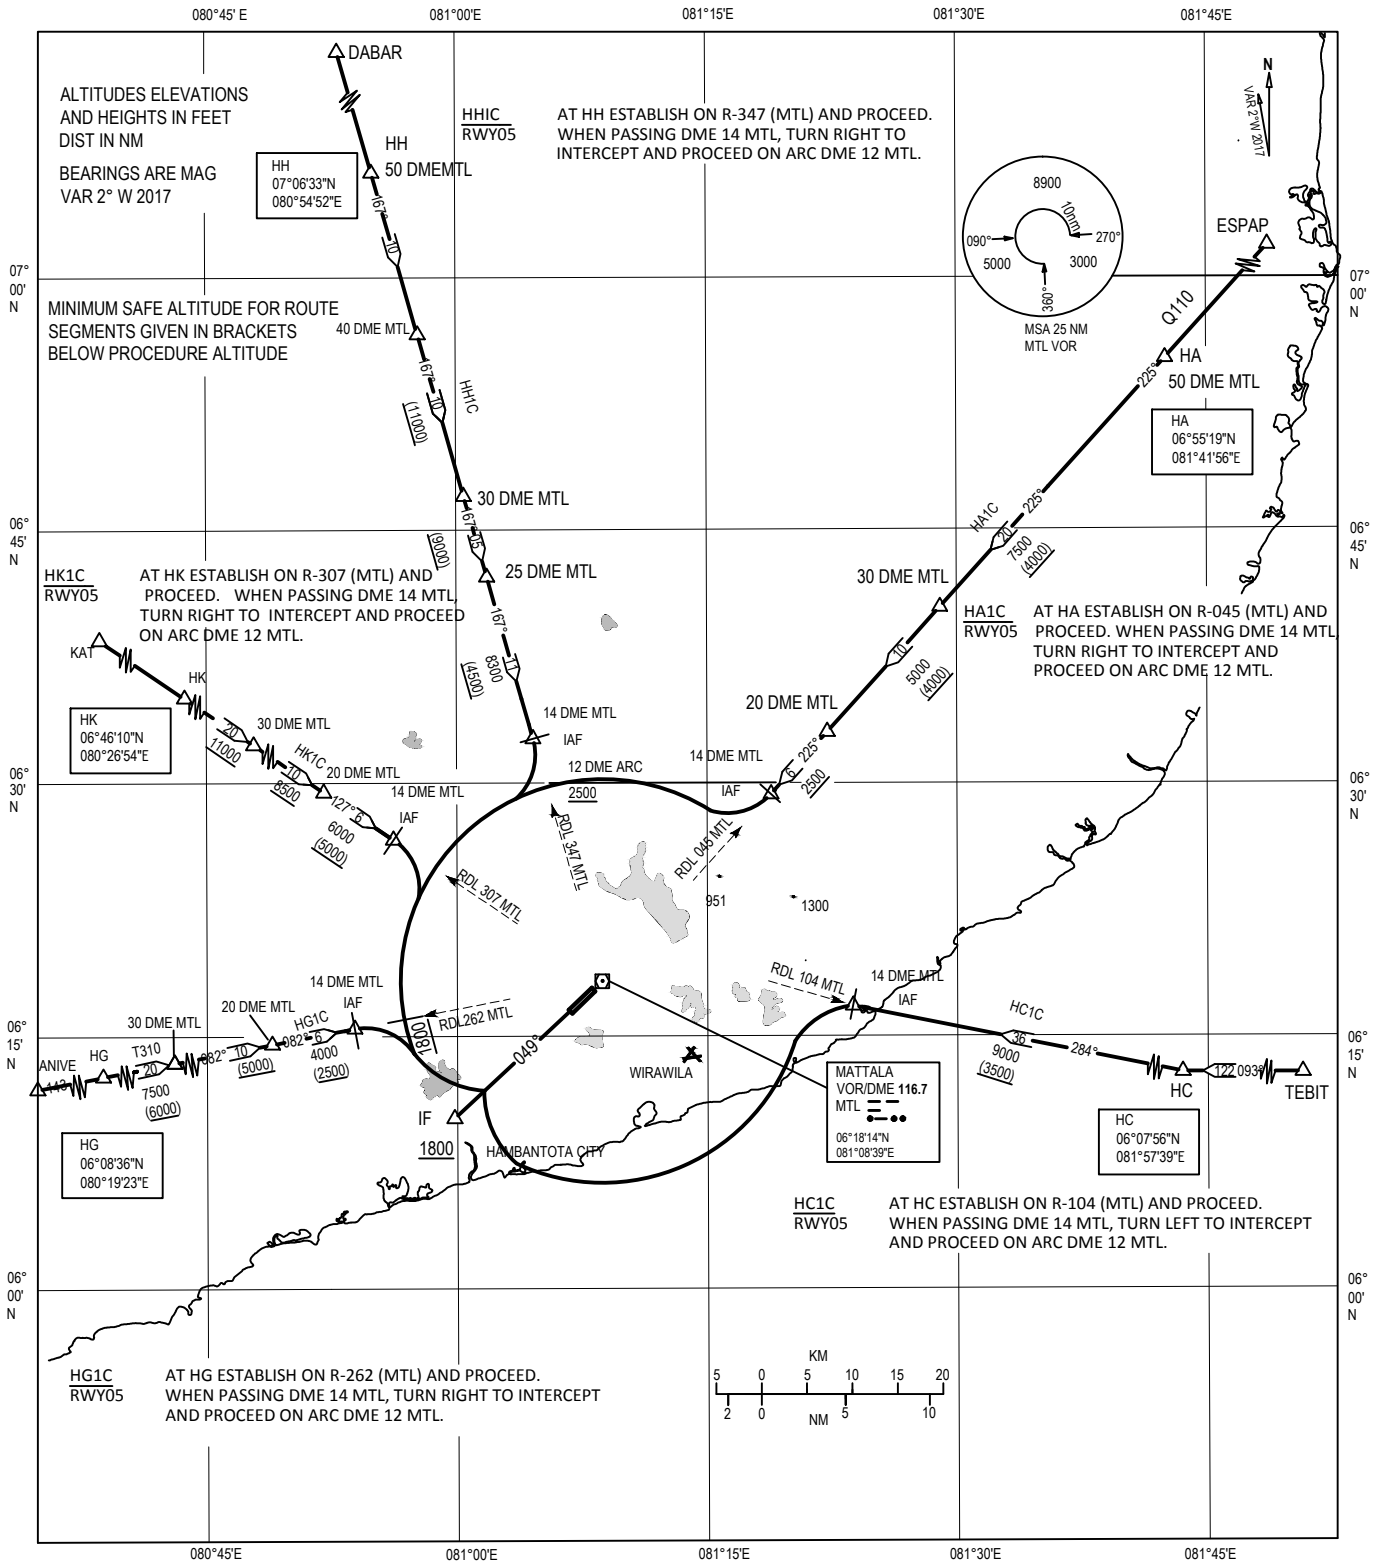 080°45'E
081°00'E
081°15'E
081°30'E
081°45'E
DABAR
ALTITUDES ELEVATIONS
AND HEIGHTS IN FEET
DIST IN NM
BEARINGS ARE MAG
VAR 2° W 2017
HH
50 DMEMTL
HH
07°06'33"N
080°54'52"E
HHIC
RWY05
AT HH ESTABLISH ON R-347 (MTL) AND PROCEED.
WHEN PASSING DME 14 MTL, TURN RIGHT TO
INTERCEPT AND PROCEED ON ARC DME 12 MTL.
N
VAR 2°W 2017
8900
10nm
090°
270°
5000
3000
360°
MSA 25 NM
MTL VOR
ESPAP
Q110
167°
10
07°
00'
N
07°
00'
N
MINIMUM SAFE ALTITUDE FOR ROUTE
SEGMENTS GIVEN IN BRACKETS
BELOW PROCEDURE ALTITUDE
40 DME MTL
167°
10
HH1C
(11000)
HA
50 DME MTL
225°
HA
06°55'19"N
081°41'56"E
30 DME MTL
167°
05
(9000)
25 DME MTL
225°
HA1C
20
7500
(4000)
06°
45'
N
06°
45'
N
HK1C
RWY05
AT HK ESTABLISH ON R-307 (MTL) AND
PROCEED. WHEN PASSING DME 14 MTL,
TURN RIGHT TO INTERCEPT AND PROCEED
ON ARC DME 12 MTL.
30 DME MTL
HA1C
RWY05
AT HA ESTABLISH ON R-045 (MTL) AND
PROCEED. WHEN PASSING DME 14 MTL,
TURN RIGHT TO INTERCEPT AND
PROCEED ON ARC DME 12 MTL.
167°
11
8300
(4500)
10
5000
(4000)
KAT
HK
HK
06°46'10"N
080°26'54"E
20
11000
30 DME MTL
HK1C
10
8500
20 DME MTL
127°
6
6000
(5000)
14 DME MTL
IAF
14 DME MTL
IAF
20 DME MTL
225°
14 DME MTL
IAF
6
2500
12 DME ARC
2500
06°
30'
N
06°
30'
N
RDL 347 MTL
RDL 045 MTL
RDL 307 MTL
951
1300
RDL 104 MTL
14 DME MTL
IAF
14 DME MTL
IAF
20 DME MTL
30 DME MTL
HG1C
082°
6
4000
(2500)
082°
10
(5000)
T310
20
7500
(6000)
HG
ANIVE
RDL262 MTL
1800
049°
06°
15'
N
06°
15'
N
HC1C
36
9000
(3500)
284°
HC
122
093°
TEBIT
WIRAWILA
MATTALA
VOR/DME 116.7
MTL
06°18'14"N
081°08'39"E
IF
1800
HAMBANTOTA CITY
HG
06°08'36"N
080°19'23"E
HC
06°07'56"N
081°57'39"E
HC1C
RWY05
AT HC ESTABLISH ON R-104 (MTL) AND PROCEED.
WHEN PASSING DME 14 MTL, TURN LEFT TO INTERCEPT
AND PROCEED ON ARC DME 12 MTL.
06°
00'
N
06°
00'
N
HG1C
RWY05
AT HG ESTABLISH ON R-262 (MTL) AND PROCEED.
WHEN PASSING DME 14 MTL, TURN RIGHT TO INTERCEPT
AND PROCEED ON ARC DME 12 MTL.
KM
5 0 5 10 15 20
2 0 NM 5 10
080°45'E
081°00'E
081°15'E
081°30'E
081°45'E